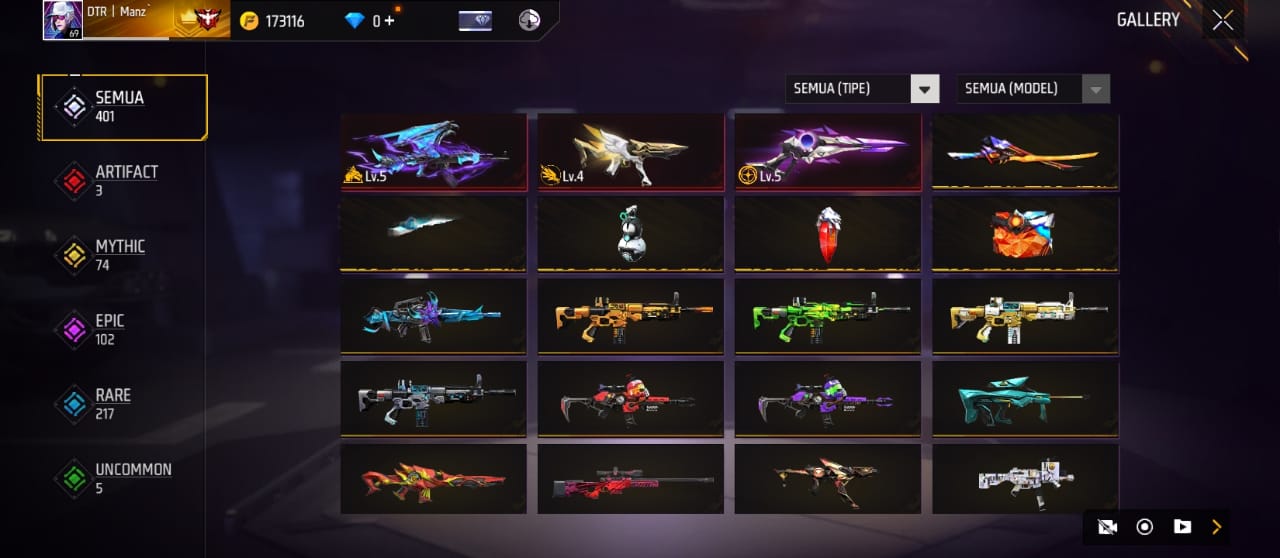 DTR | Manz`
69
173116
0 +
GALLERY
SEMUA
401
SEMUA (TIPE)
SEMUA (MODEL)
ARTIFACT
3
MYTHIC
74
EPIC
102
RARE
217
UNCOMMON
5
Lv.5
Lv.4
Lv.5